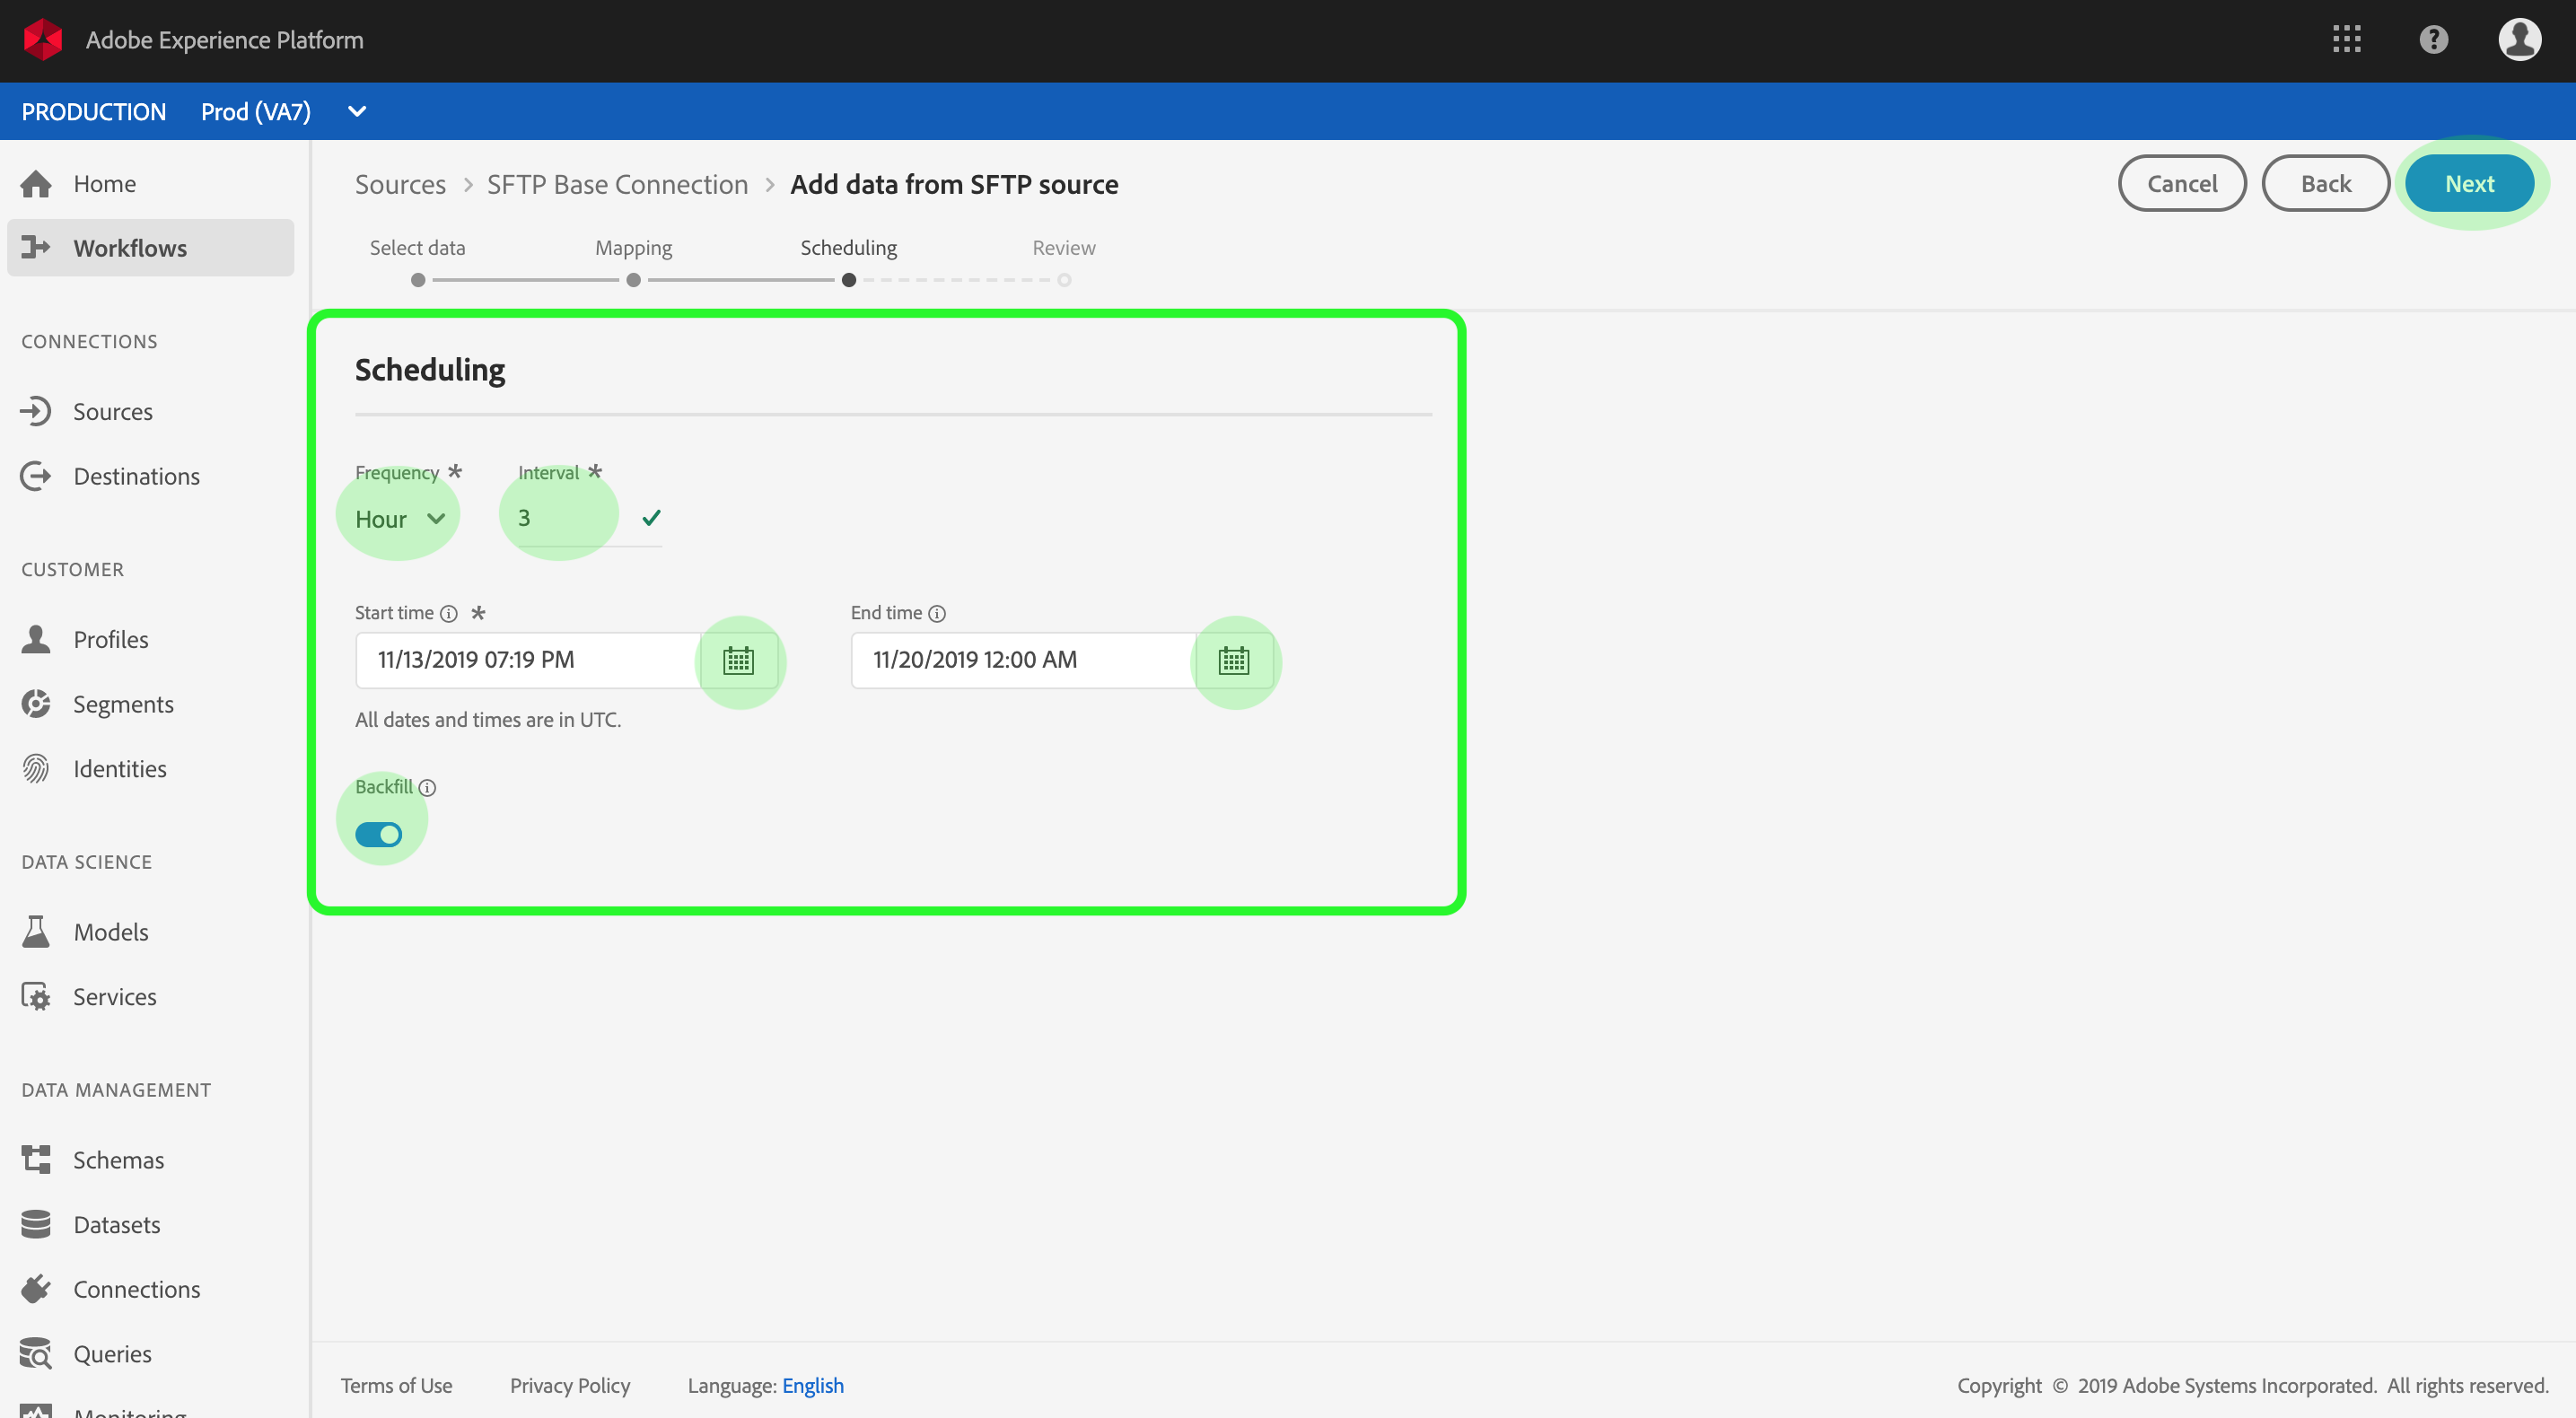 Adobe Experience Platform
?
PRODUCTION Prod (VA7)
Home
Workflows
CONNECTIONS
Sources
Destinations
CUSTOMER
Profiles
Segments
Identities
DATA SCIENCE
Models
Services
DATA MANAGEMENT
Schemas
Datasets
Connections
Queries
Monitoring
Sources > SFTP Base Connection > Add data from SFTP source
Cancel Back Next
Select data Mapping Scheduling Review
Scheduling
Frequency * Interval *
Hour 3
Start time * End time
11/13/2019 07:19 PM 11/20/2019 12:00 AM
All dates and times are in UTC.
Backfill
Terms of Use Privacy Policy Language: English
Copyright © 2019 Adobe Systems Incorporated. All rights reserved.